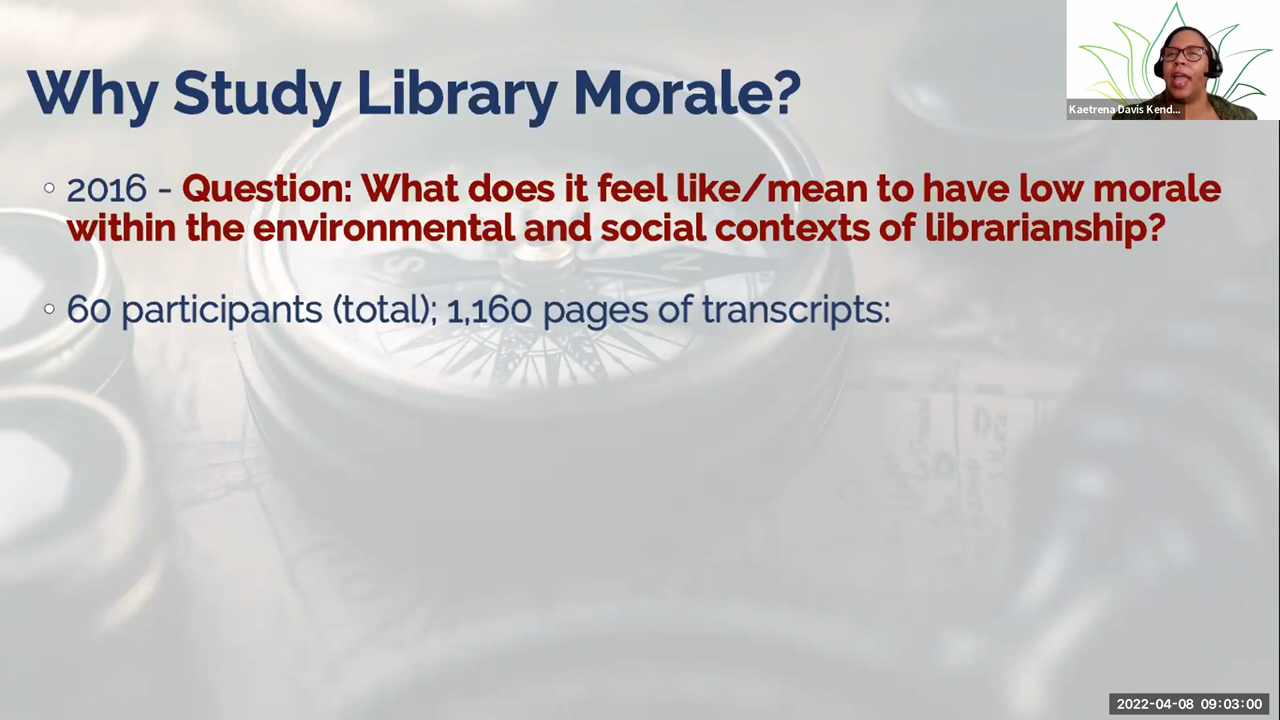 Why Study Library Morale?
Kaetrena Davis Kend...
2016 - Question: What does it feel like/mean to have low morale
within the environmental and social contexts of librarianship?
60 participants (total); 1,160 pages of transcripts:
2022-04-08 09:03:00